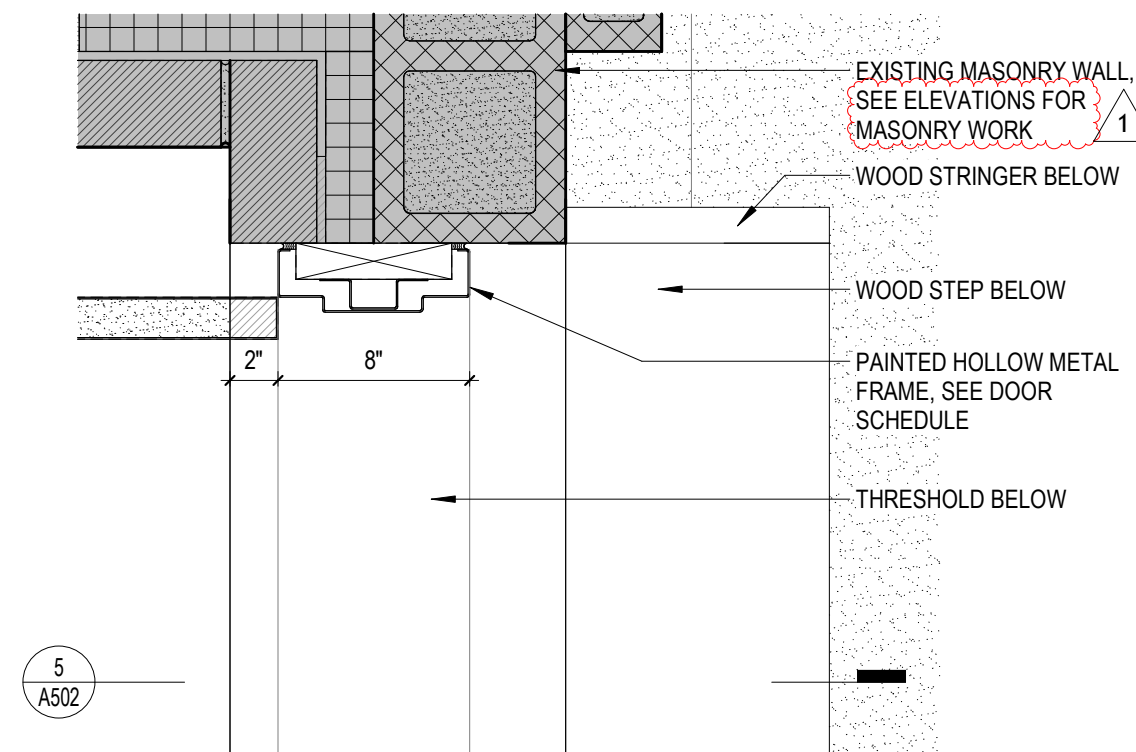 EXISTING MASONRY WALL,
SEE ELEVATIONS FOR
MASONRY WORK
1
WOOD STRINGER BELOW
WOOD STEP BELOW
PAINTED HOLLOW METAL
FRAME, SEE DOOR
SCHEDULE
2" 8"
THRESHOLD BELOW
5
A502